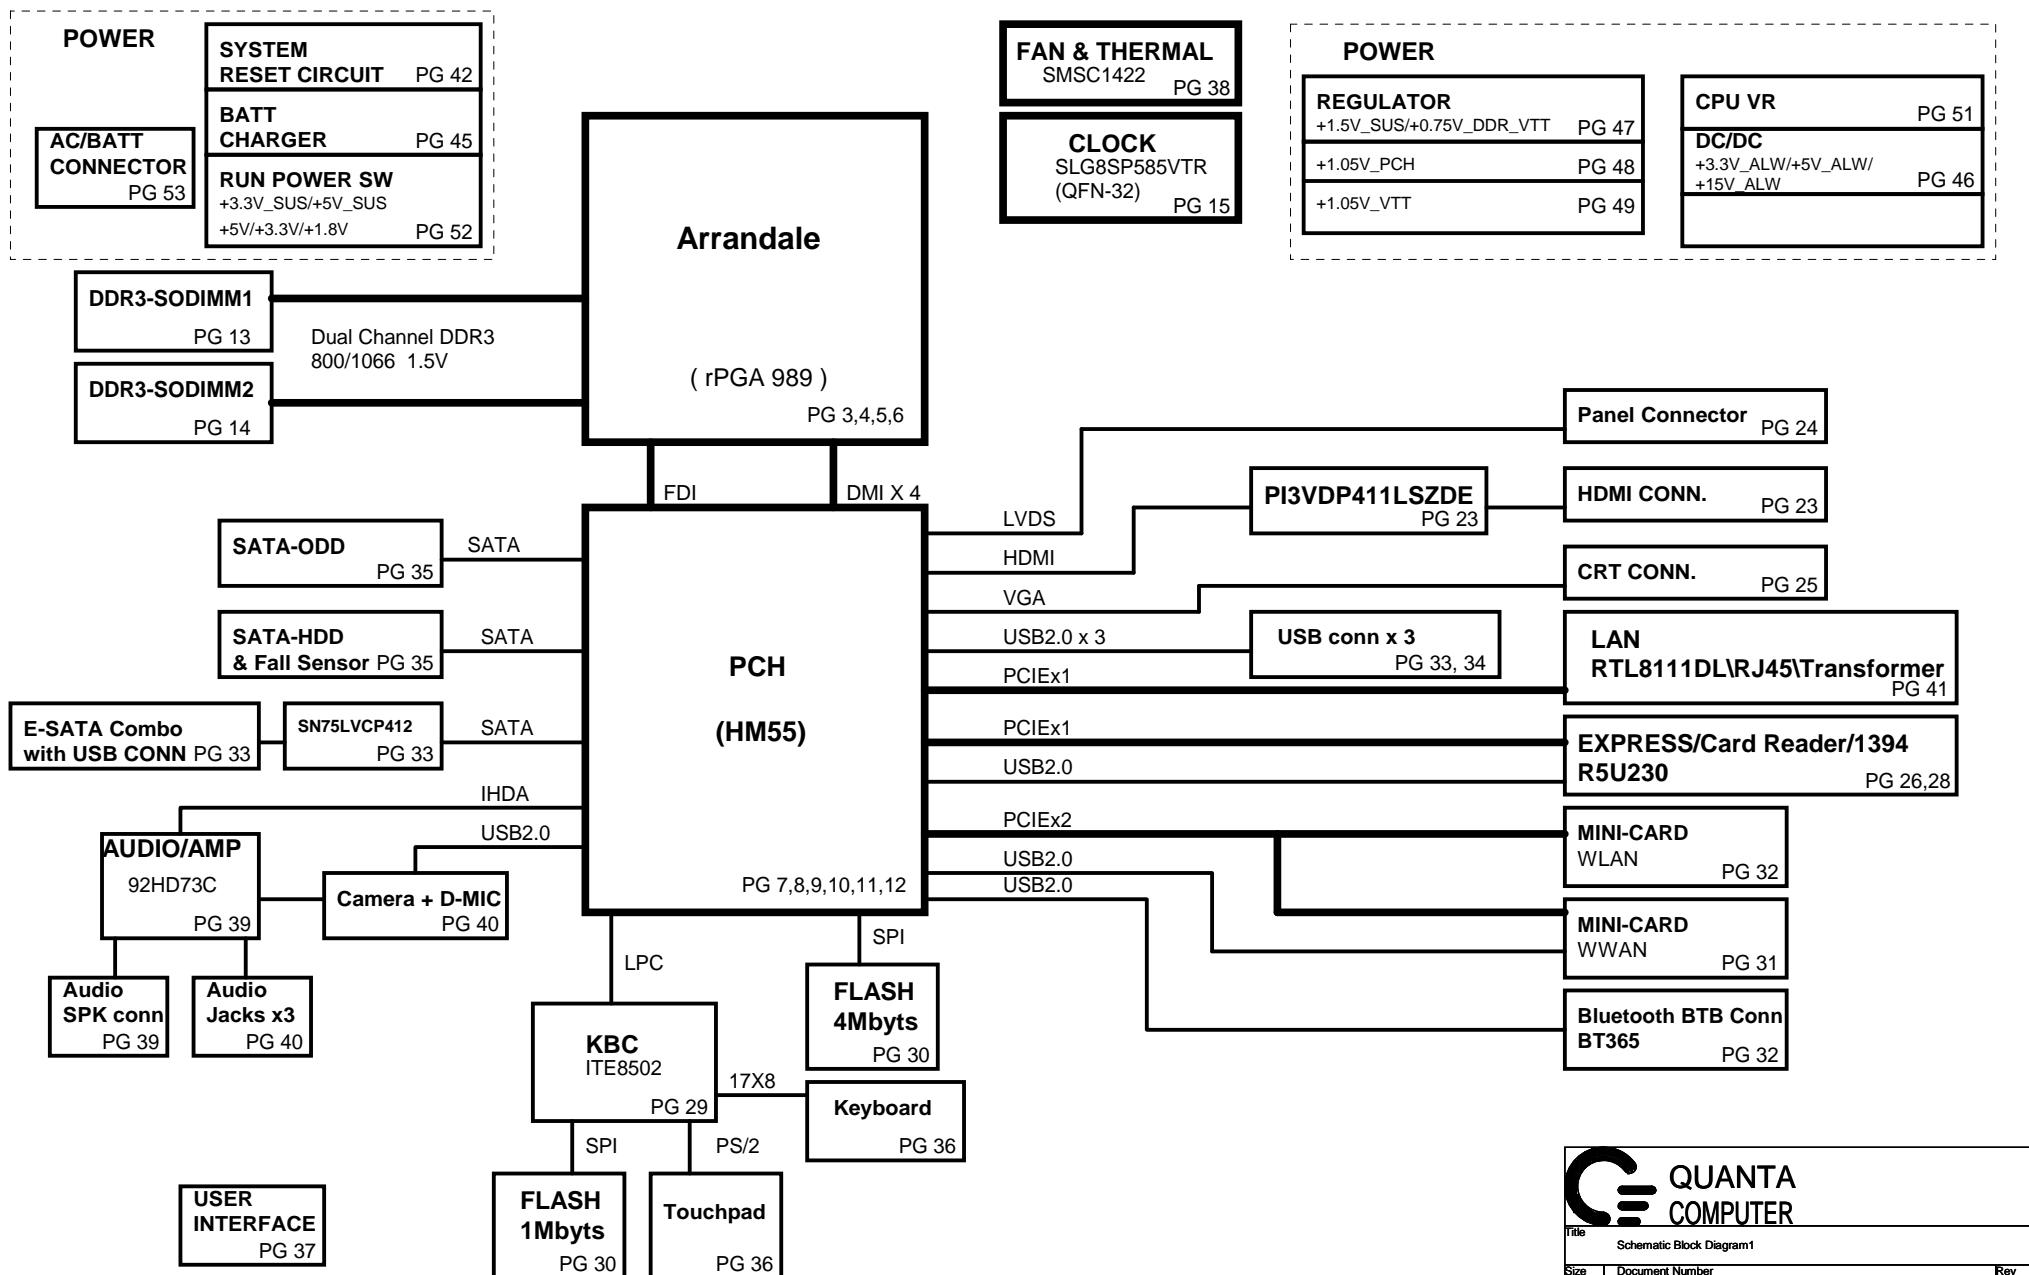 POWER
SYSTEM
RESET CIRCUIT PG 42
BATT
CHARGER PG 45
AC/BATT
CONNECTOR
PG 53
RUN POWER SW
+3.3V_SUS/+5V_SUS
+5V/+3.3V/+1.8V PG 52
FAN & THERMAL
SMSC1422
PG 38
CLOCK
SLG8SP585VTR
(QFN-32)
PG 15
POWER
REGULATOR
+1.5V_SUS/+0.75V_DDR_VTT PG 47
+1.05V_PCH PG 48
+1.05V_VTT PG 49
CPU VR
PG 51
DC/DC
+3.3V_ALW/+5V_ALW/
+15V_ALW PG 46
Arrandale
( rPGA 989 )
PG 3,4,5,6
DDR3-SODIMM1
PG 13
Dual Channel DDR3
800/1066 1.5V
DDR3-SODIMM2
PG 14
FDI
DMI X 4
Panel Connector
PG 24
LVDS
PI3VDP411LSZDE
PG 23
HDMI CONN.
PG 23
HDMI
CRT CONN.
PG 25
VGA
SATA-ODD
PG 35
SATA
SATA-HDD
& Fall Sensor PG 35
SATA
PCH
(HM55)
PG 7,8,9,10,11,12
USB2.0 x 3
USB conn x 3
PG 33, 34
PCIEx1
LAN
RTL8111DL\RJ45\Transformer
PG 41
E-SATA Combo
with USB CONN PG 33
SN75LVCP412
PG 33
SATA
PCIEx1
USB2.0
EXPRESS/Card Reader/1394
R5U230
PG 26,28
IHDA
USB2.0
AUDIO/AMP
92HD73C
PG 39
Camera + D-MIC
PG 40
PCIEx2
MINI-CARD
WLAN
PG 32
USB2.0
USB2.0
MINI-CARD
WWAN
PG 31
Audio
SPK conn
PG 39
Audio
Jacks x3
PG 40
LPC
SPI
FLASH
4Mbyts
PG 30
Bluetooth BTB Conn
BT365
PG 32
KBC
ITE8502
PG 29
17X8
Keyboard
PG 36
SPI
PS/2
FLASH
1Mbyts
PG 30
Touchpad
PG 36
USER
INTERFACE
PG 37
QUANTA
COMPUTER
Title
Schematic Block Diagram1
Size Document Number Rev